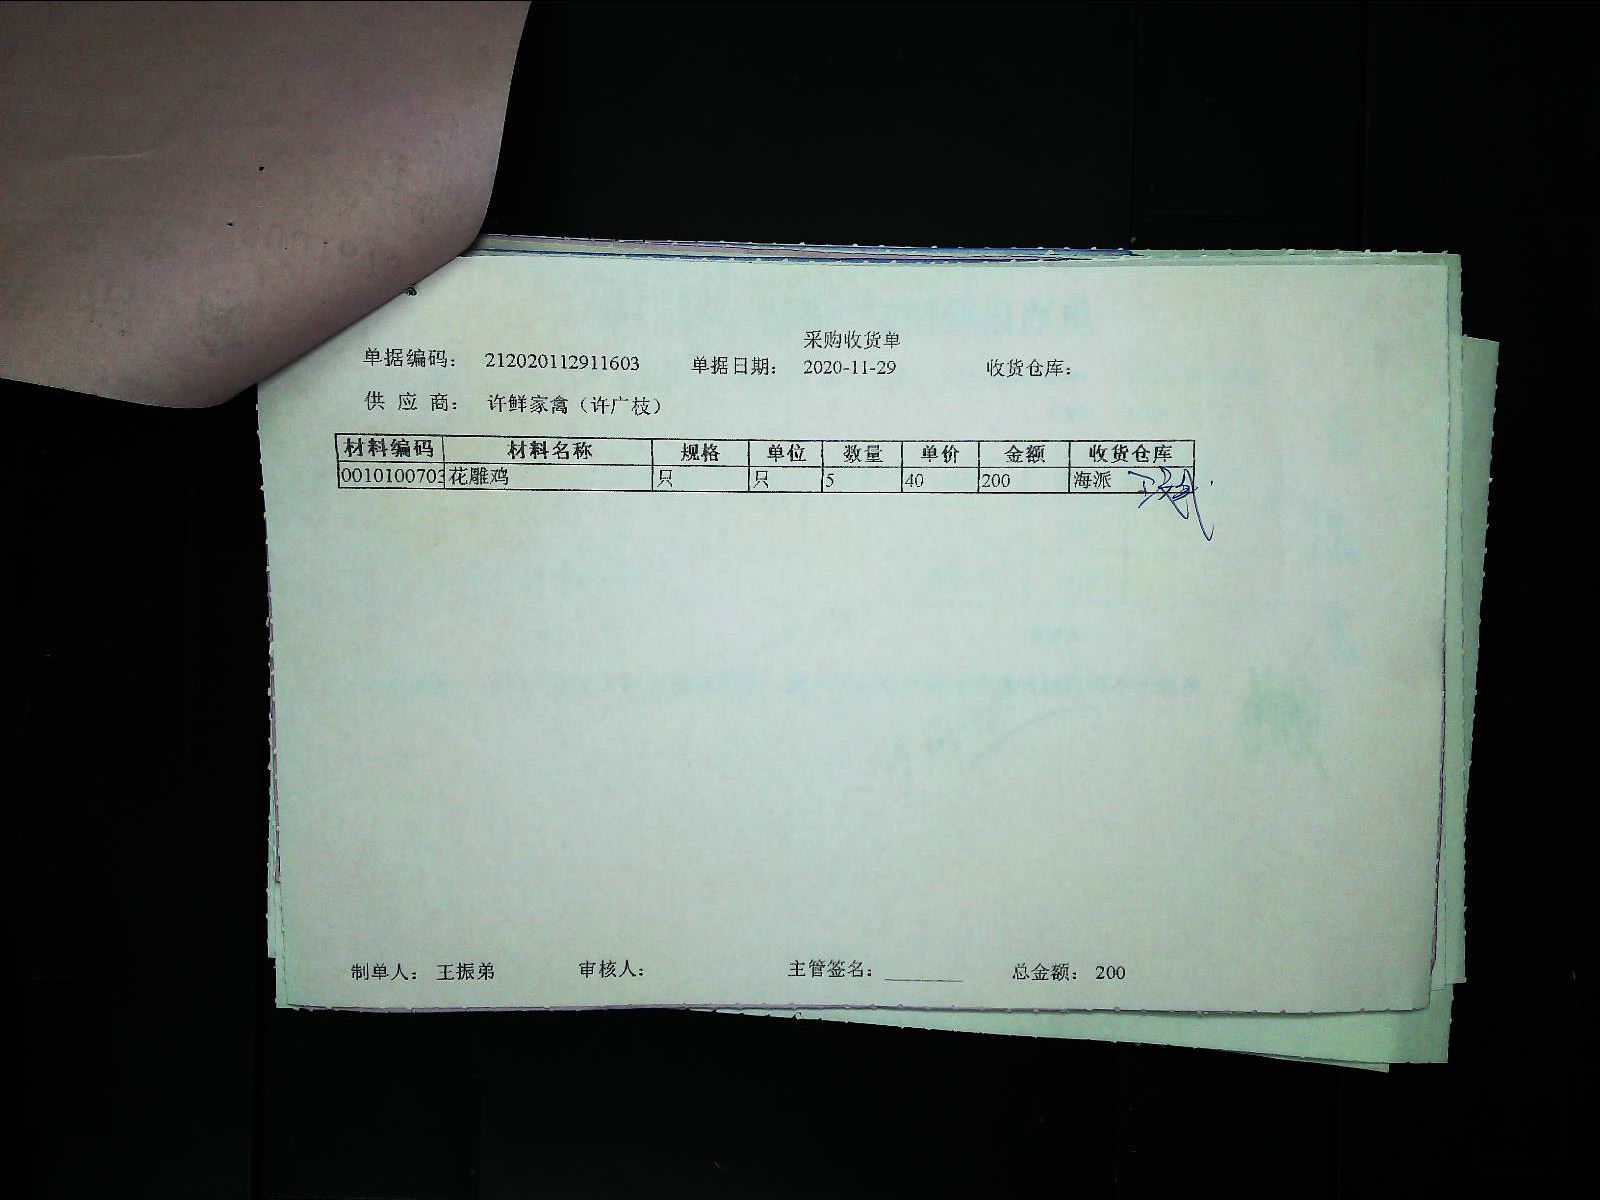 采购收货单
单据编码： 212020112911603 单据日期： 2020-11-29 收货仓库：
供 应 商： 许鲜家禽（许广枝）
材料编码 材料名称 规格 单位 数量 单价 金额 收货仓库
0010100703 花雕鸡 只 只 5 40 200 海派
制单人： 王振弟 审核人： 主管签名： 总金额： 200